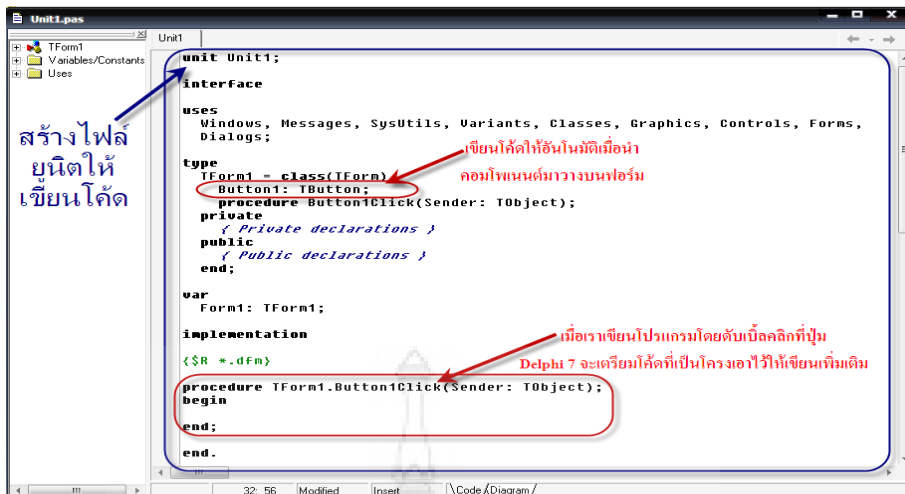 Unit1.pas
TForm1
Variables/Constants
Uses
Unit1
unit Unit1;
interface
uses
Windows, Messages, SysUtils, Variants, Classes, Graphics, Controls, Forms,
Dialogs;
type
TForm1 = class(TForm)
Button1: TButton;
procedure Button1Click(Sender: TObject);
private
{ Private declarations }
public
{ Public declarations }
end;
var
Form1: TForm1;
implementation
{$R *.dfm}
procedure TForm1.Button1Click(Sender: TObject);
begin
end;
end.
สร้างไฟล์
ยูนิตให้
เขียนโค้ด
เขียนโค้ดให้อันโนมัติเมื่อนำ
คอมโพเนนต์มาวางบนฟอร์ม
เมื่อเราเขียนโปรแกรมโดยดับเบิ้ลคลิกที่ปุ่ม
Delphi 7 จะเตรียมโค้ดที่เป็นโครงเอาไว้ให้เขียนเพิ่มเติม
32: 56 Modified Insert \Code /Diagram /